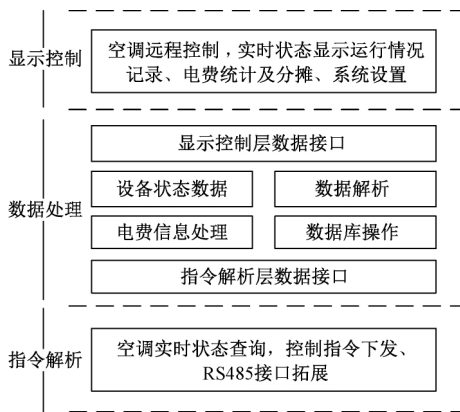 显示控制
空调远程控制，实时状态显示运行情况
记录、电费统计及分摊、系统设置
数据处理
显示控制层数据接口
设备状态数据
数据解析
电费信息处理
数据库操作
指令解析层数据接口
指令解析
空调实时状态查询，控制指令下发、
RS485接口拓展